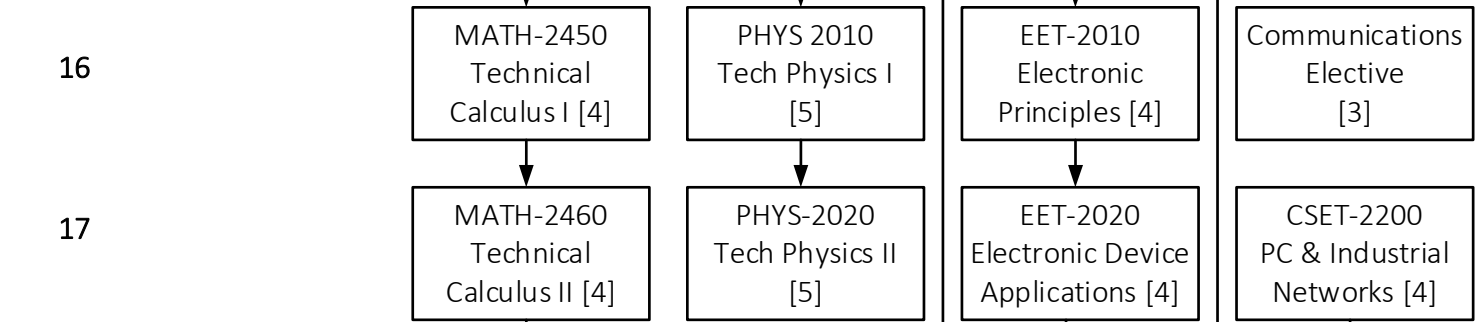 16
MATH-2450
Technical
Calculus I [4]
PHYS 2010
Tech Physics I
[5]
EET-2010
Electronic
Principles [4]
Communications
Elective
[3]
17
MATH-2460
Technical
Calculus II [4]
PHYS-2020
Tech Physics II
[5]
EET-2020
Electronic Device
Applications [4]
CSET-2200
PC & Industrial
Networks [4]